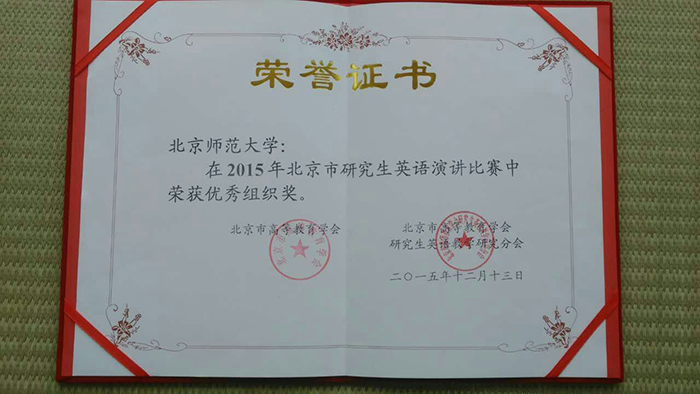 荣誉证书
北京师范大学:
在2015年北京市研究生英语演讲比赛中
荣获优秀组织奖。
北京市高等教育学会
北京市高等教育学会
研究生英语教学研究分会
二〇一五年十二月十三日